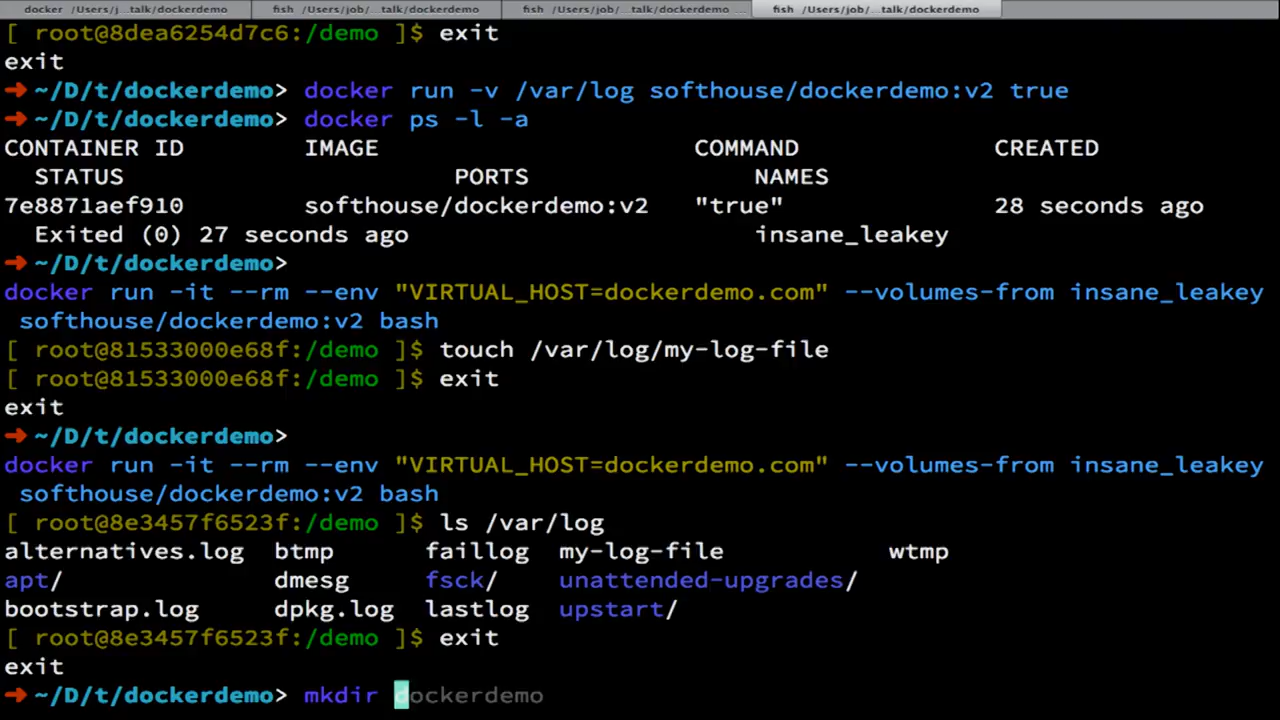 docker /Users/j...talk/dockerdemo fish /Users/job/...talk/dockerdemo fish /Users/job/...talk/dockerdemo ... fish /Users/job/...talk/dockerdemo
[ root@8dea6254d7c6:/demo ]$ exit
exit
➜ ~/D/t/dockerdemo> docker run -v /var/log softhouse/dockerdemo:v2 true
➜ ~/D/t/dockerdemo> docker ps -l -a
CONTAINER ID IMAGE COMMAND CREATED
STATUS PORTS NAMES
7e8871aef910 softhouse/dockerdemo:v2 "true" 28 seconds ago
Exited (0) 27 seconds ago insane_leakey
➜ ~/D/t/dockerdemo>
docker run -it --rm --env "VIRTUAL_HOST=dockerdemo.com" --volumes-from insane_leakey
softhouse/dockerdemo:v2 bash
[ root@81533000e68f:/demo ]$ touch /var/log/my-log-file
[ root@81533000e68f:/demo ]$ exit
exit
➜ ~/D/t/dockerdemo>
docker run -it --rm --env "VIRTUAL_HOST=dockerdemo.com" --volumes-from insane_leakey
softhouse/dockerdemo:v2 bash
[ root@8e3457f6523f:/demo ]$ ls /var/log
alternatives.log btmp faillog my-log-file wtmp
apt/ dmesg fsck/ unattended-upgrades/
bootstrap.log dpkg.log lastlog upstart/
[ root@8e3457f6523f:/demo ]$ exit
exit
➜ ~/D/t/dockerdemo> mkdir dockerdemo